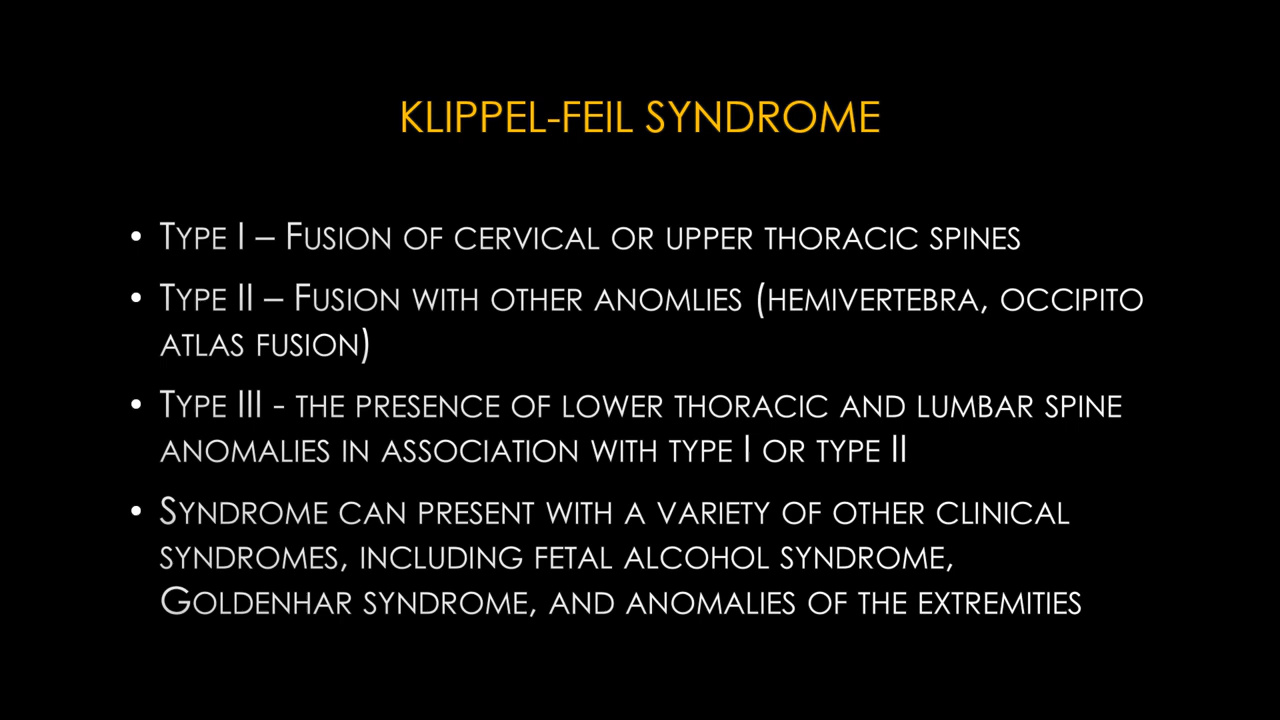 KLIPPEL-FEIL SYNDROME
• Type I – Fusion of cervical or upper thoracic spines
• Type II – Fusion with other anomlies (hemivertebra, occipito
atlas fusion)
• Type III - the presence of lower thoracic and lumbar spine
anomalies in association with type I or type II
• Syndrome can present with a variety of other clinical
syndromes, including fetal alcohol syndrome,
Goldenhar syndrome, and anomalies of the extremities